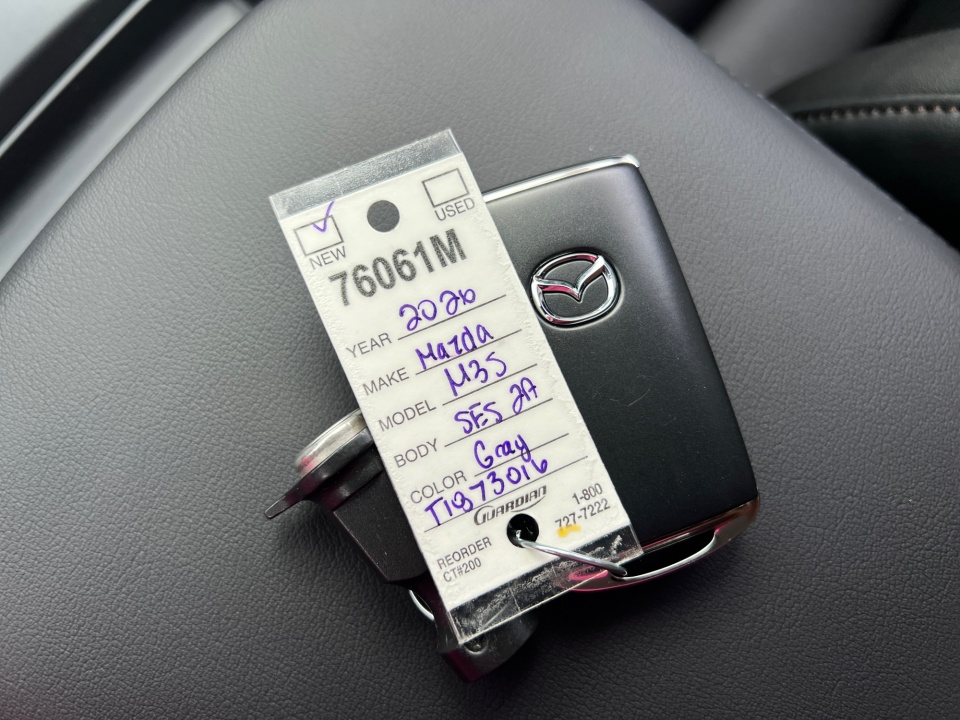 NEW
USED
76061M
YEAR 2026
MAKE Mazda
MODEL M3S
BODY SES 2A
COLOR Gray
T1873016
GUARDIAN
REORDER
CT#200
1-800
727-7222